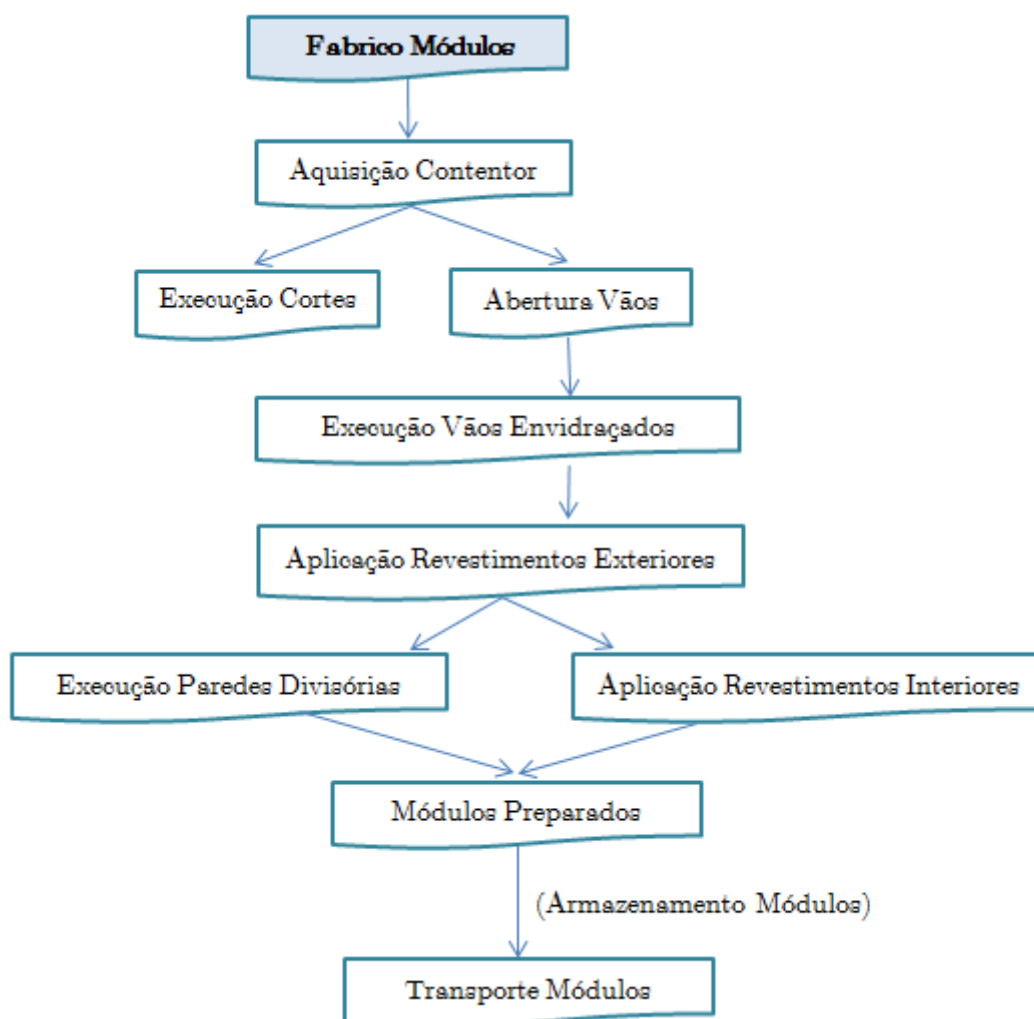 Fabrico Módulos
Aquisição Contentor
Execução Cortes
Abertura Vãos
Execução Vãos Envidraçados
Aplicação Revestimentos Exteriores
Execução Paredes Divisórias
Aplicação Revestimentos Interiores
Módulos Preparados
(Armazenamento Módulos)
Transporte Módulos